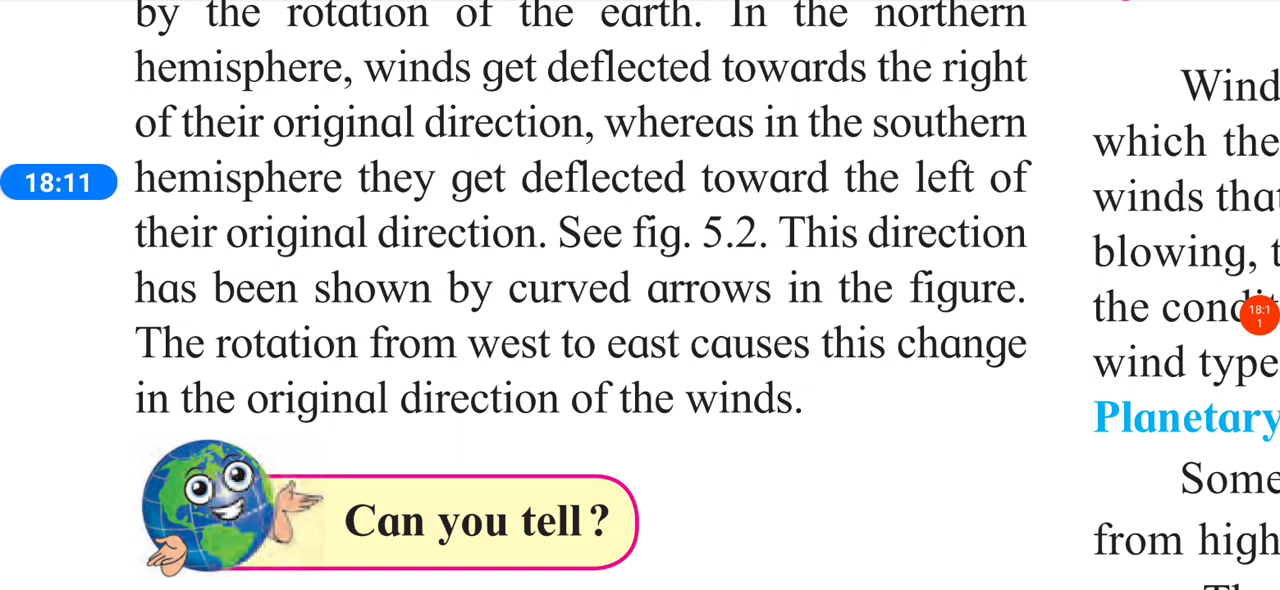 by the rotation of the earth. In the northern
hemisphere, winds get deflected towards the right
of their original direction, whereas in the southern
hemisphere they get deflected toward the left of
their original direction. See fig. 5.2. This direction
has been shown by curved arrows in the figure.
The rotation from west to east causes this change
in the original direction of the winds.
Can you tell?
18:11
Wind
which the
winds
blowing,
the
18:1
1
wind type
Planetary
Some
from high